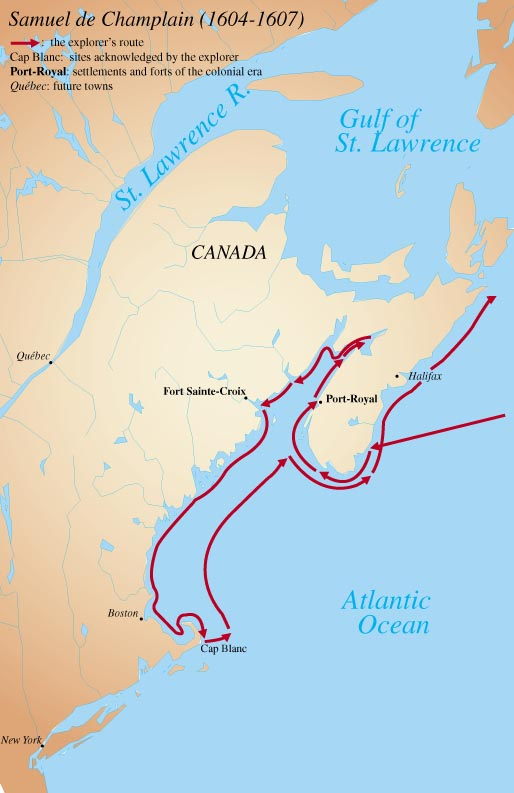 Samuel de Champlain (1604-1607)
: the explorer's route
Cap Blanc: sites acknowledged by the explorer
Port-Royal: settlements and forts of the colonial era
Québec: future towns
St. Lawrence R.
Gulf of
St. Lawrence
CANADA
Québec
Halifax
Fort Sainte-Croix
Port-Royal
Atlantic
Ocean
Boston
Cap Blanc
New York